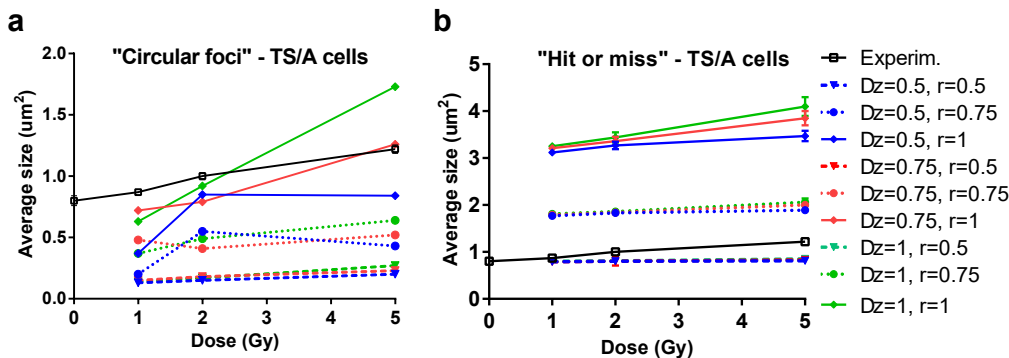 a
"Circular foci" - TS/A cells
2.0
1.5
1.0
0.5
0.0
0 1 2 3 4 5
Average size (um²)
Dose (Gy)
b
"Hit or miss" - TS/A cells
5
4
3
2
1
0
0 1 2 3 4 5
Average size (um²)
Dose (Gy)
Experim.
Dz=0.5, r=0.5
Dz=0.5, r=0.75
Dz=0.5, r=1
Dz=0.75, r=0.5
Dz=0.75, r=0.75
Dz=0.75, r=1
Dz=1, r=0.5
Dz=1, r=0.75
Dz=1, r=1